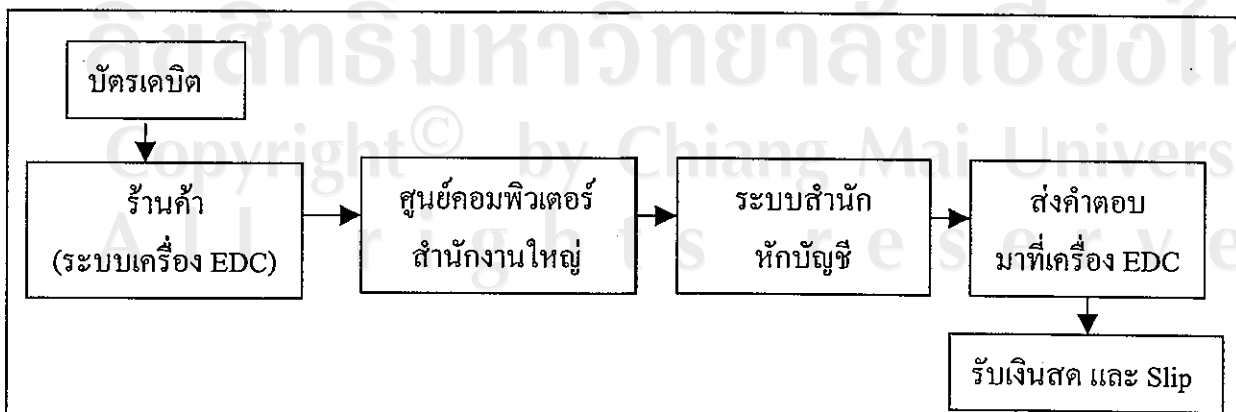 ลิขสิทธิ์มหาวิทยาลัยเชียงให
บัตรเดบิต
Copyright© by Chiang Mai Univers
ร้านค้า
(ระบบเครื่อง EDC)
ศูนย์คอมพิวเตอร์
สำนักงานใหญ่
ระบบสำนัก
หักบัญชี
ส่งคำตอบ
มาที่เครื่อง EDC
All rights reserve
รับเงินสด และ Slip